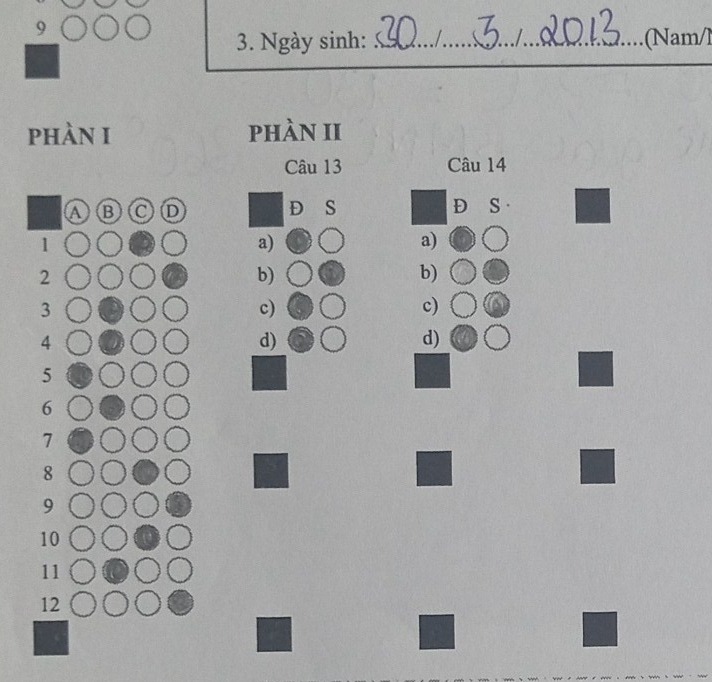 9
3. Ngày sinh: 30/3/2013 (Nam/
PHẦN I
PHẦN II
Câu 13
Câu 14
A B C D
Đ S
Đ S
1
a)
a)
2
b)
b)
3
c)
c)
4
d)
d)
5
6
7
8
9
10
11
12